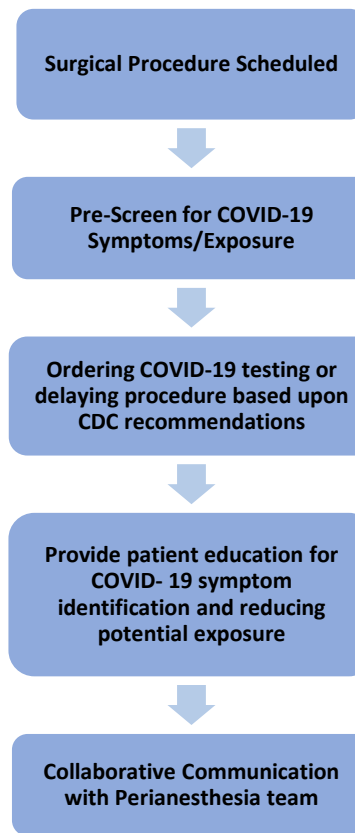 Surgical Procedure Scheduled
Pre-Screen for COVID-19
Symptoms/Exposure
Ordering COVID-19 testing or
delaying procedure based upon
CDC recommendations
Provide patient education for
COVID- 19 symptom
identification and reducing
potential exposure
Collaborative Communication
with Perianesthesia team